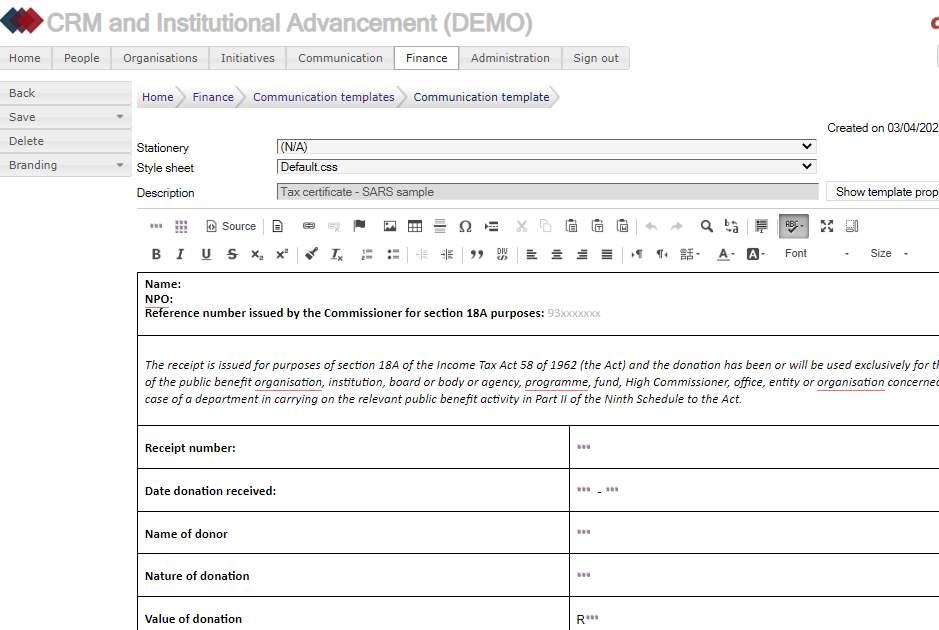 CRM and Institutional Advancement (DEMO)
Home People Organisations Initiatives Communication Finance Administration Sign out
Back
Save
Delete
Branding
Home Finance Communication templates Communication template
Created on 03/04/202
Stationery (N/A)
Style sheet Default.css
Description Tax certificate - SARS sample Show template prop
Source
ABC
B I U S x₂ x² Tx
DIV
A A Font Size
Name:
NPO:
Reference number issued by the Commissioner for section 18A purposes: 93xxxxxxx
The receipt is issued for purposes of section 18A of the Income Tax Act 58 of 1962 (the Act) and the donation has been or will be used exclusively for th
of the public benefit organisation, institution, board or body or agency, programme, fund, High Commissioner, office, entity or organisation concerned
case of a department in carrying on the relevant public benefit activity in Part II of the Ninth Schedule to the Act.
Receipt number:
Date donation received: -
Name of donor
Nature of donation
Value of donation R